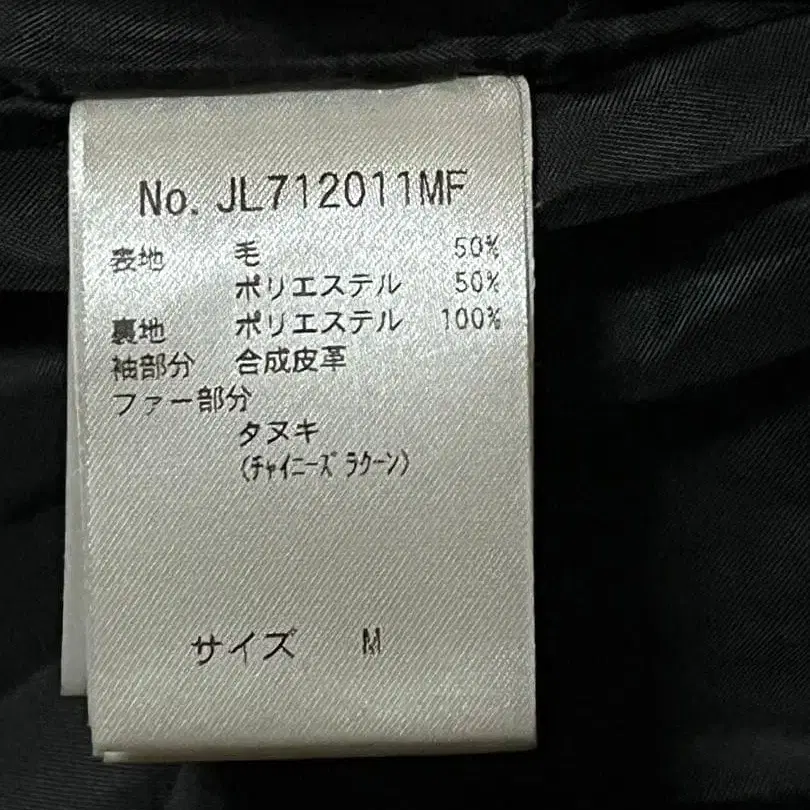 No. JL712011MF
表地 毛 50%
ポリエステル 50%
裏地 ポリエステル 100%
袖部分 合成皮革
ファー部分
タヌキ
(ﾁｬｲﾆｰｽﾞﾗｸｰﾝ)
サイズ M